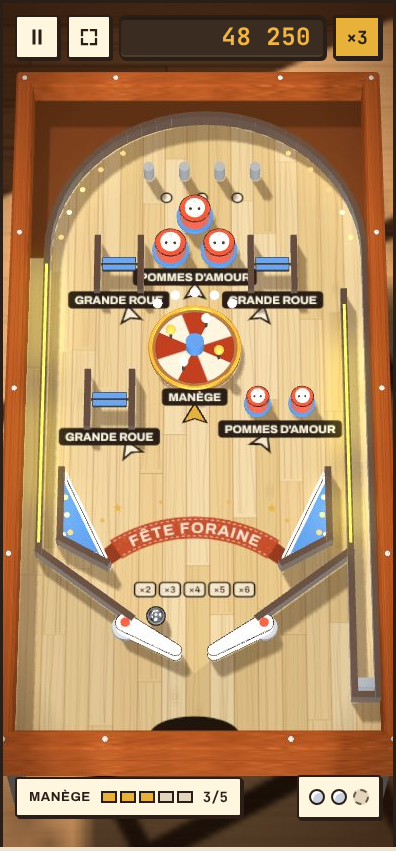 48 250
×3
POMMES D'AMOUR
GRANDE ROUE
GRANDE ROUE
MANÈGE
GRANDE ROUE
POMMES D'AMOUR
FÊTE FORAINE
×2 ×3 ×4 ×5 ×6
MANÈGE 3/5